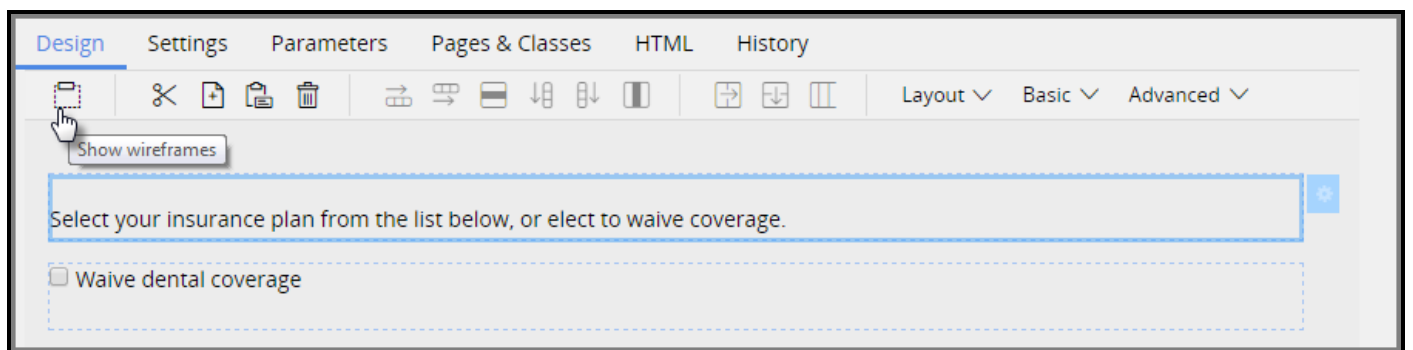 Design Settings Parameters Pages & Classes HTML History
Layout Basic Advanced
Show wireframes
Select your insurance plan from the list below, or elect to waive coverage.
Waive dental coverage